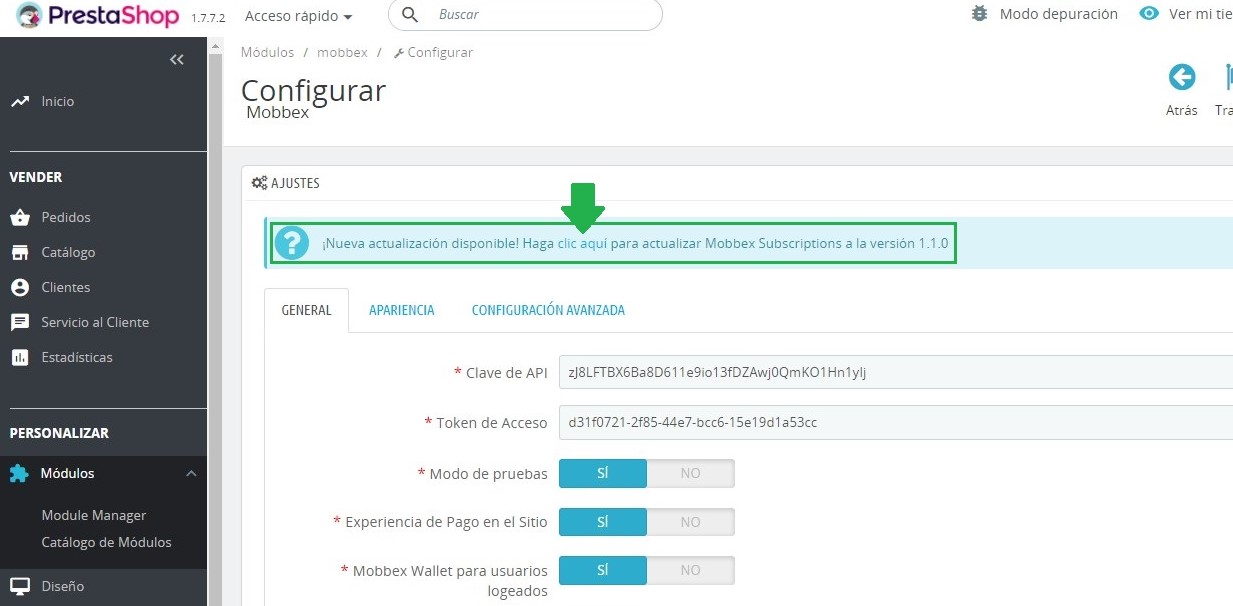 PrestaShop 1.7.7.2 Acceso rápido Buscar Modo depuración Ver mi tie
Módulos / mobbex / Configurar
Configurar
Mobbex
Atrás Tra
Inicio
VENDER
Pedidos
Catálogo
Clientes
Servicio al Cliente
Estadísticas
PERSONALIZAR
Módulos
Module Manager
Catálogo de Módulos
Diseño
AJUSTES
¡Nueva actualización disponible! Haga clic aquí para actualizar Mobbex Subscriptions a la versión 1.1.0
GENERAL APARIENCIA CONFIGURACIÓN AVANZADA
* Clave de API zJ8LFTBX6Ba8D611e9io13fDZAwj0QmKO1Hn1yIj
* Token de Acceso d31f0721-2f85-44e7-bcc6-15e19d1a53cc
* Modo de pruebas SÍ NO
* Experiencia de Pago en el Sitio SÍ NO
* Mobbex Wallet para usuarios logeados SÍ NO